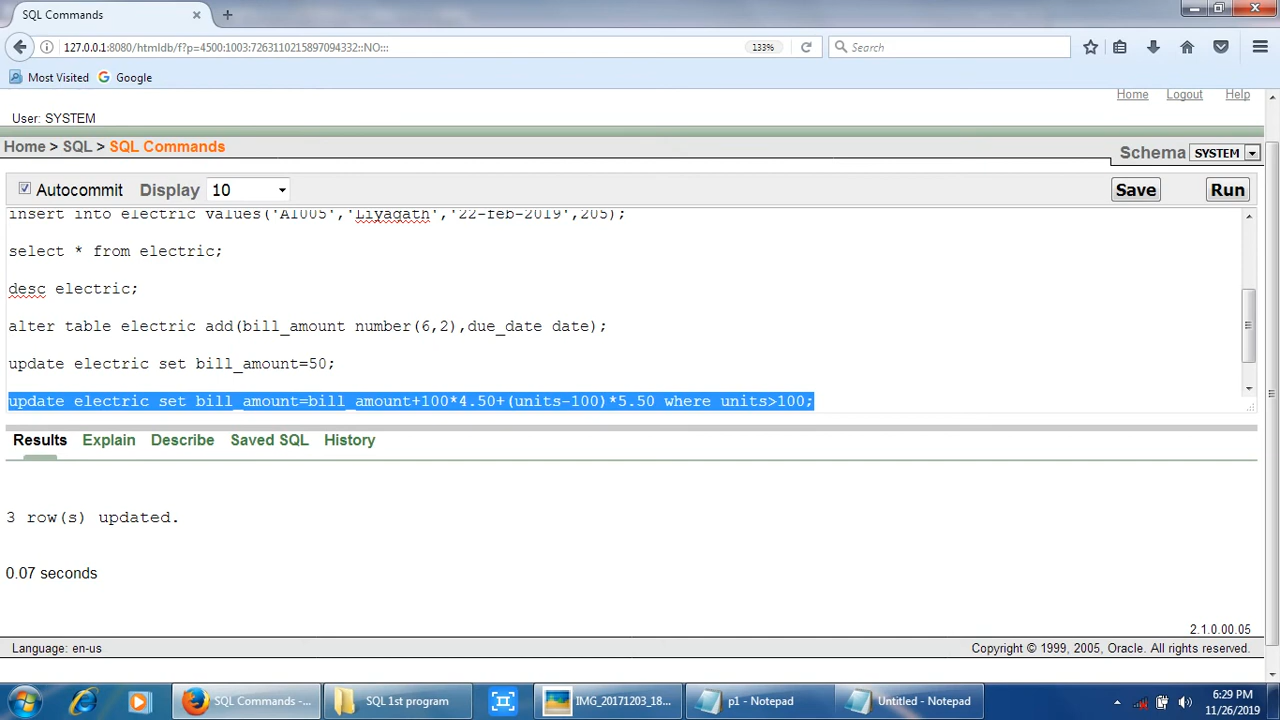 SQL Commands
127.0.0.1:8080/htmldb/f?p=4500:1003:7263110215897094332::NO:::
133%
Search
Most Visited
Google
Home Logout Help
User: SYSTEM
Home > SQL > SQL Commands
Schema SYSTEM
Autocommit Display 10
Save Run
insert into electric values('A1005','Liyaqath','22-feb-2019',205);
select * from electric;
desc electric;
alter table electric add(bill_amount number(6,2),due_date date);
update electric set bill_amount=50;
update electric set bill_amount=bill_amount+100*4.50+(units-100)*5.50 where units>100;
Results Explain Describe Saved SQL History
3 row(s) updated.
0.07 seconds
2.1.0.00.05
Language: en-us
Copyright © 1999, 2005, Oracle. All rights reserved.
SQL Commands -...
SQL 1st program
IMG_20171203_18...
p1 - Notepad
Untitled - Notepad
6:29 PM
11/26/2019